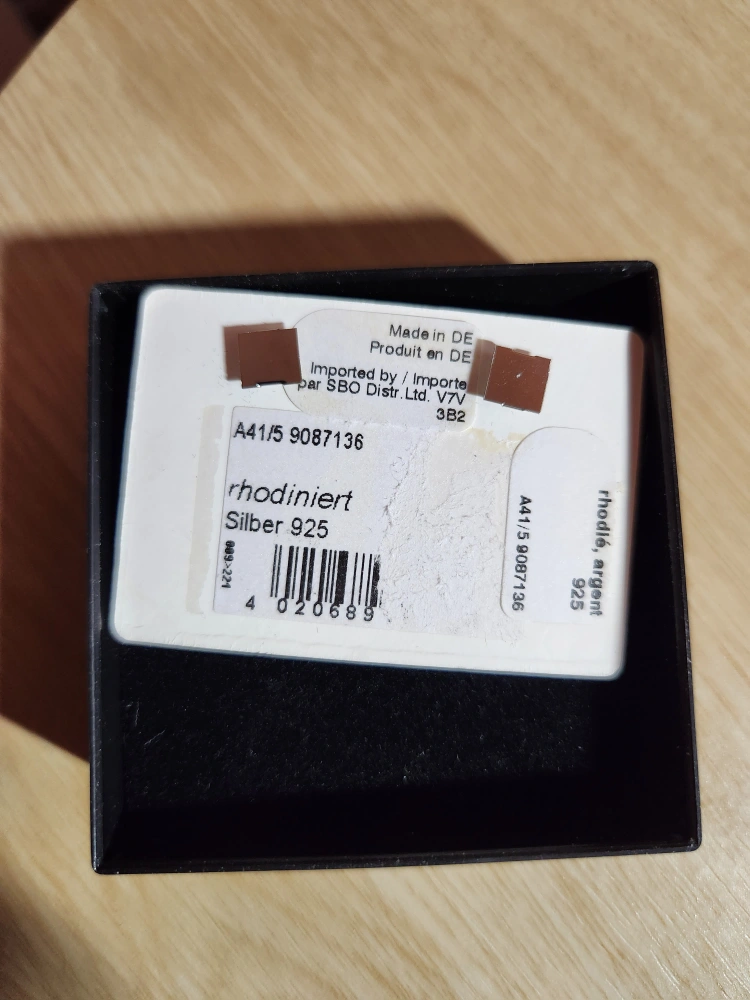 Made in DE
Produit en DE
Imported by / Importe
par SBO Distr.Ltd. V7V
3B2
A41/5 9087136
rhodiniert
Silber 925
4 020689
rhodié, argent
925
A41/5 9087136